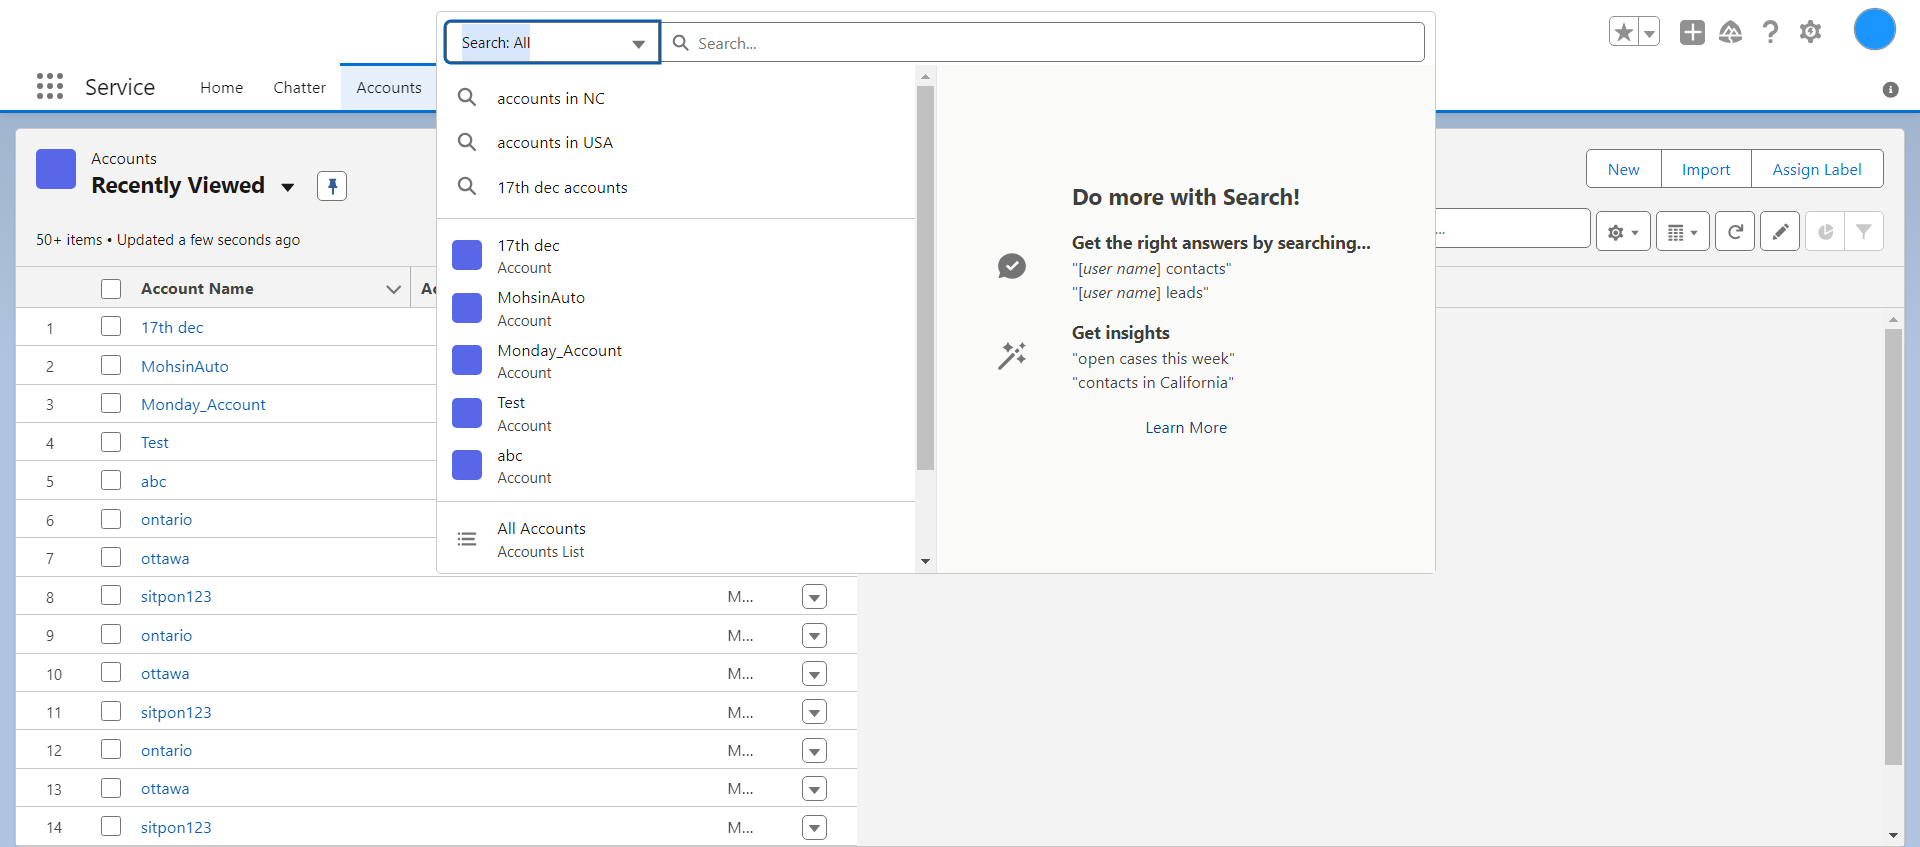 Search: All
Search...
Service
Home
Chatter
Accounts
accounts in NC
accounts in USA
17th dec accounts
17th dec
Account
MohsinAuto
Account
Monday_Account
Account
Test
Account
abc
Account
All Accounts
Accounts List
Do more with Search!
Get the right answers by searching...
"[user name] contacts"
"[user name] leads"
Get insights
"open cases this week"
"contacts in California"
Learn More
Accounts
Recently Viewed
50+ items • Updated a few seconds ago
New
Import
Assign Label
...
Account Name
1 17th dec
2 MohsinAuto
3 Monday_Account
4 Test
5 abc
6 ontario
7 ottawa
8 sitpon123 M...
9 ontario M...
10 ottawa M...
11 sitpon123 M...
12 ontario M...
13 ottawa M...
14 sitpon123 M...